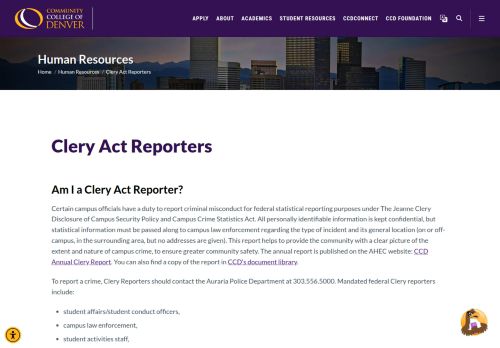 COMMUNITY
COLLEGE OF
DENVER
APPLY ABOUT ACADEMICS STUDENT RESOURCES CCDCONNECT CCD FOUNDATION
Human Resources
Home / Human Resources / Clery Act Reporters
Clery Act Reporters
Am I a Clery Act Reporter?
Certain campus officials have a duty to report criminal misconduct for federal statistical reporting purposes under The Jeanne Clery
Disclosure of Campus Security Policy and Campus Crime Statistics Act. All personally identifiable information is kept confidential, but
statistical information must be passed along to campus law enforcement regarding the type of incident and its general location (on or off-
campus, in the surrounding area, but no addresses are given). This report helps to provide the community with a clear picture of the
extent and nature of campus crime, to ensure greater community safety. The annual report is published on the AHEC website: CCD
Annual Clery Report. You can also find a copy of the report in CCD's document library.
To report a crime, Clery Reporters should contact the Auraria Police Department at 303.556.5000. Mandated federal Clery reporters
include:
• student affairs/student conduct officers,
• campus law enforcement,
• student activities staff,